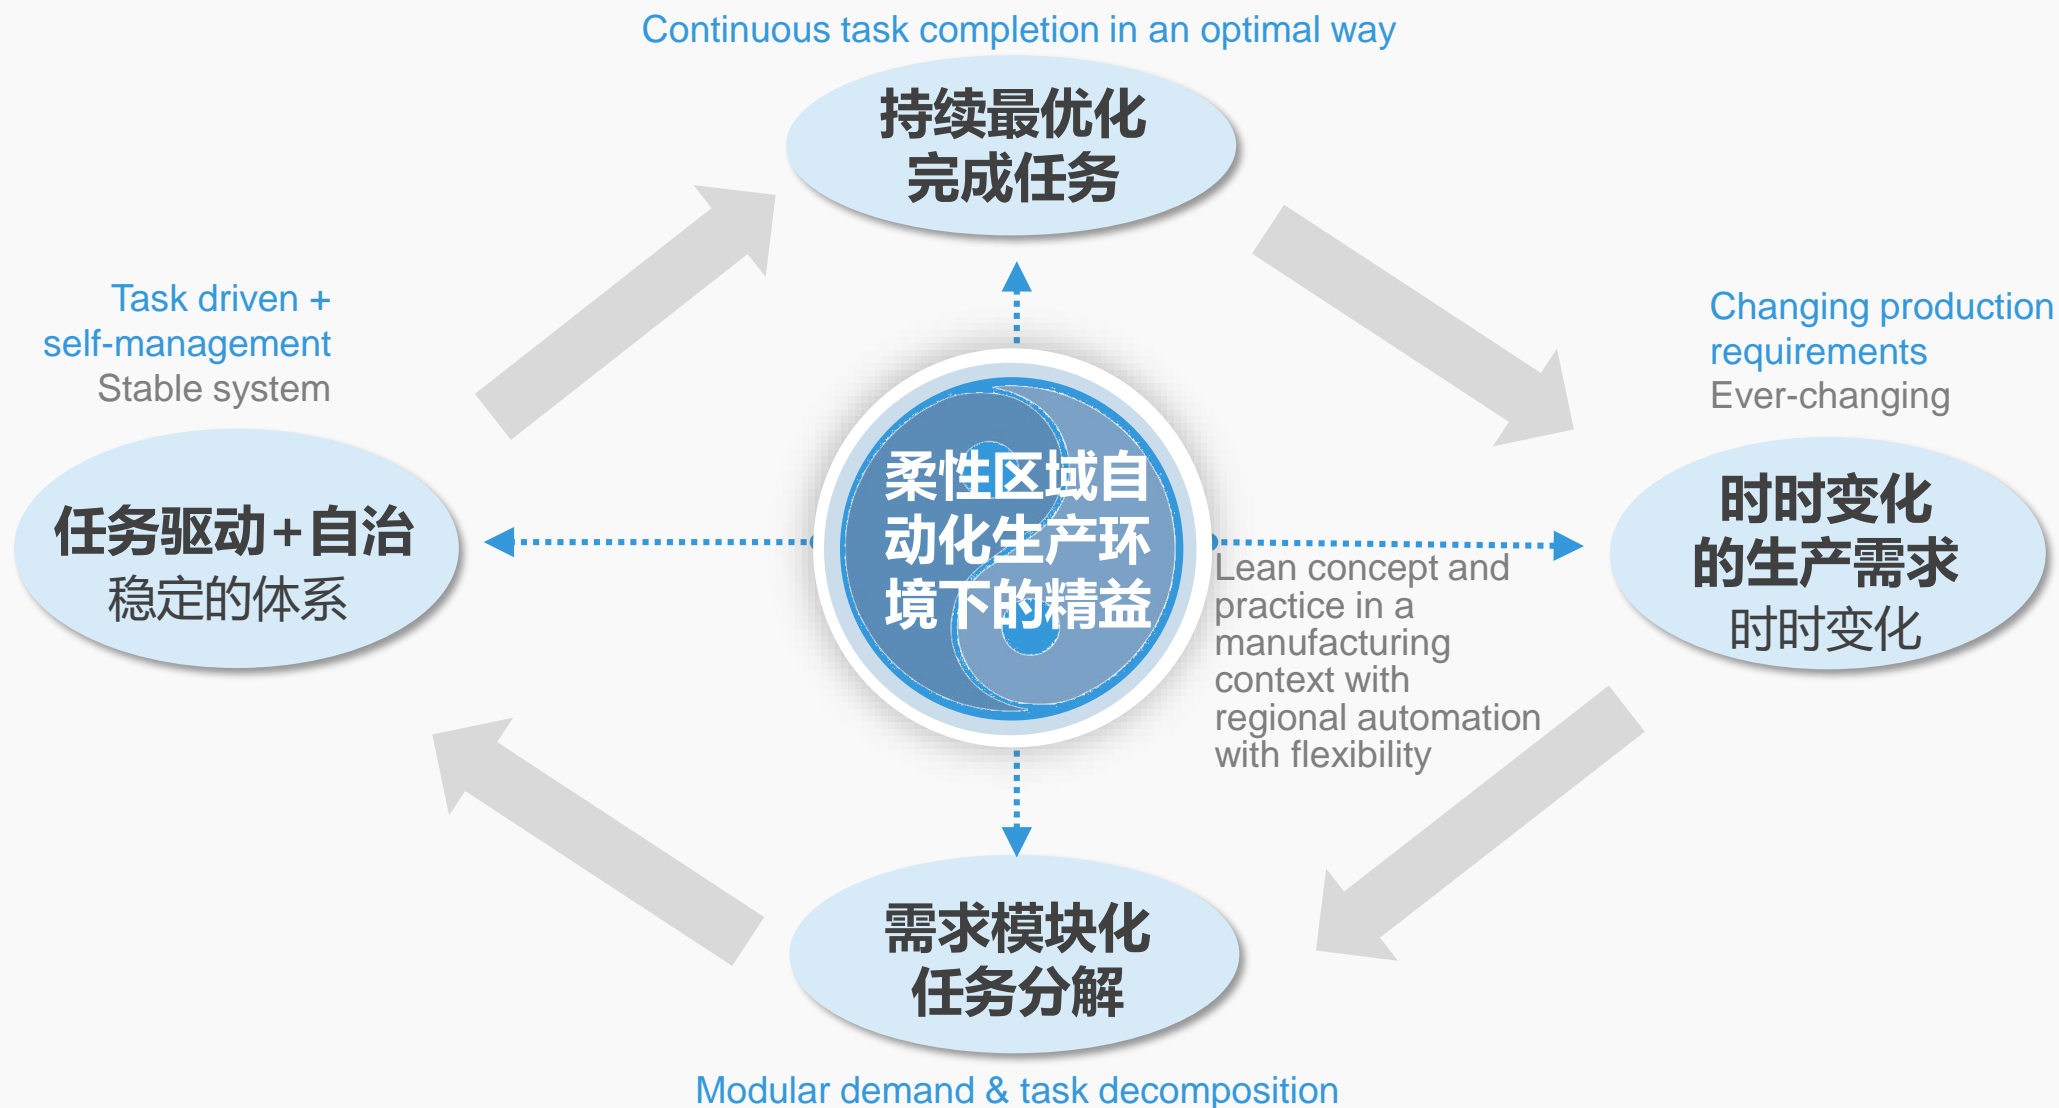 Continuous task completion in an optimal way
持续最优化
完成任务
Task driven +
self-management
Stable system
任务驱动+自治
稳定的体系
柔性区域自
动化生产环
境下的精益
Lean concept and
practice in a
manufacturing
context with
regional automation
with flexibility
Changing production
requirements
Ever-changing
时时变化
的生产需求
时时变化
需求模块化
任务分解
Modular demand & task decomposition